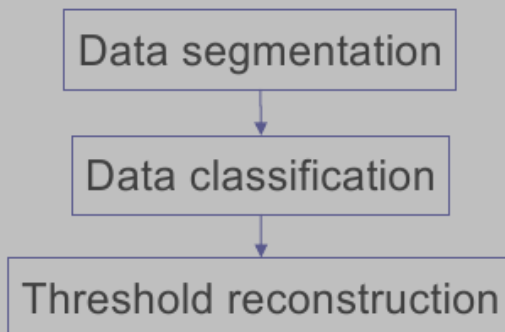 Data segmentation
Data classification
Threshold reconstruction